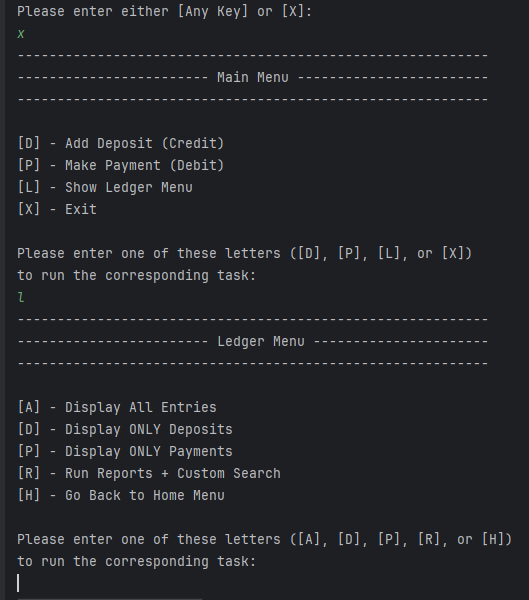 Please enter either [Any Key] or [X]:
x
-----------------------------------------------------------
------------------------ Main Menu ------------------------
-----------------------------------------------------------
[D] - Add Deposit (Credit)
[P] - Make Payment (Debit)
[L] - Show Ledger Menu
[X] - Exit
Please enter one of these letters ([D], [P], [L], or [X])
to run the corresponding task:
l
-----------------------------------------------------------
------------------------ Ledger Menu ----------------------
-----------------------------------------------------------
[A] - Display All Entries
[D] - Display ONLY Deposits
[P] - Display ONLY Payments
[R] - Run Reports + Custom Search
[H] - Go Back to Home Menu
Please enter one of these letters ([A], [D], [P], [R], or [H])
to run the corresponding task: